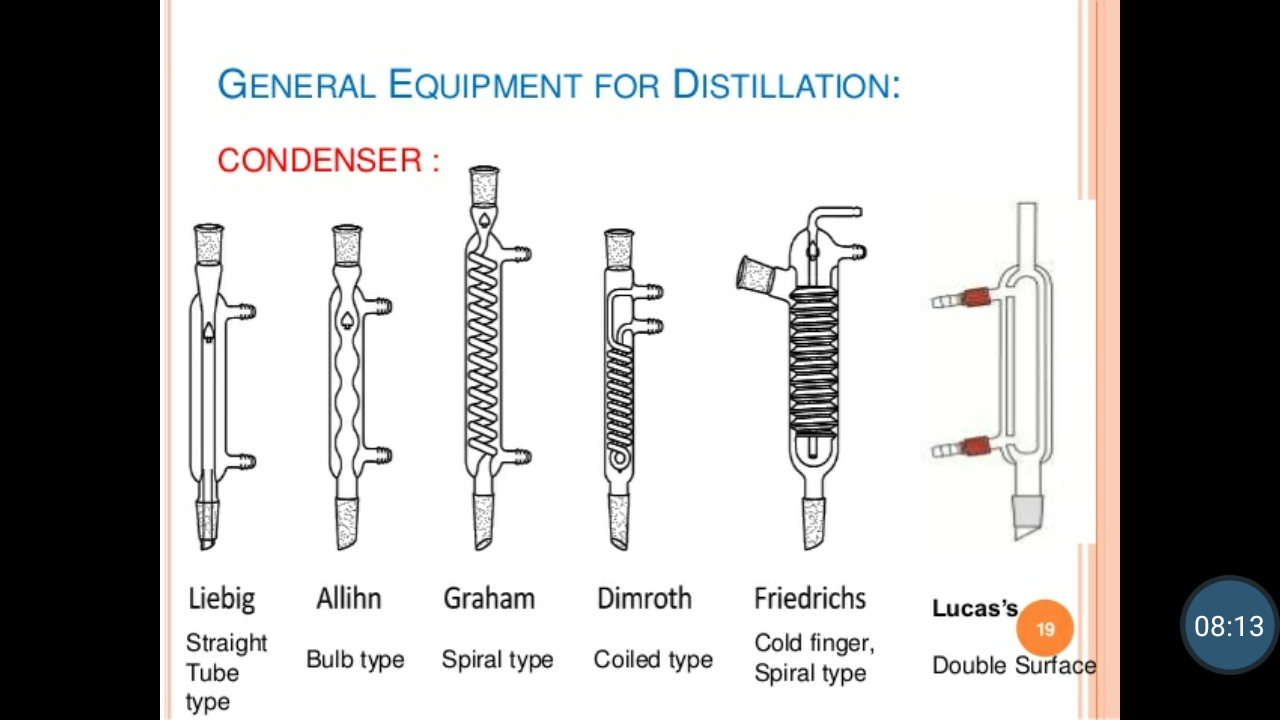 GENERAL EQUIPMENT FOR DISTILLATION:
CONDENSER :
Liebig
Straight
Tube
type
Allihn
Bulb type
Graham
Spiral type
Dimroth
Coiled type
Friedrichs
Cold finger,
Spiral type
Lucas's
Double Surface
19
08:13